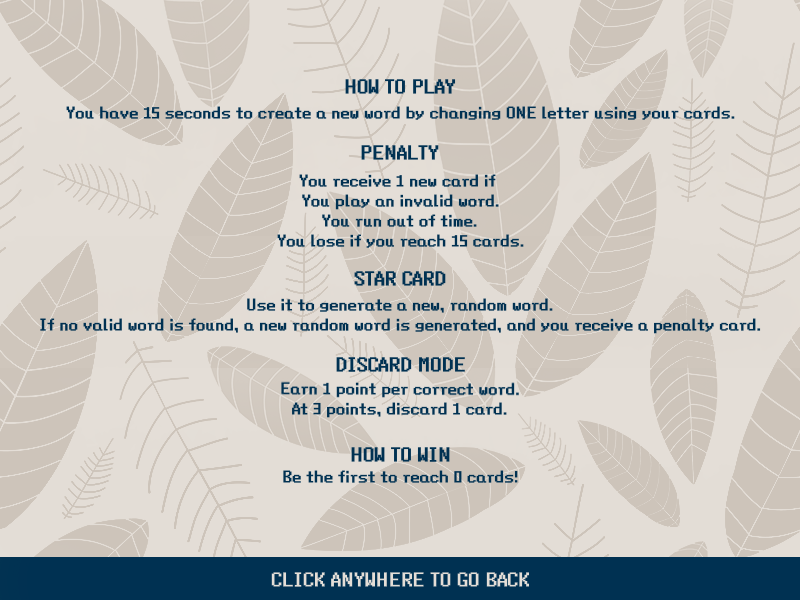 HOW TO PLAY
You have 15 seconds to create a new word by changing ONE letter using your cards.
PENALTY
You receive 1 new card if
You play an invalid word.
You run out of time.
You lose if you reach 15 cards.
STAR CARD
Use it to generate a new, random word.
If no valid word is found, a new random word is generated, and you receive a penalty card.
DISCARD MODE
Earn 1 point per correct word.
At 3 points, discard 1 card.
HOW TO WIN
Be the first to reach 0 cards!
CLICK ANYWHERE TO GO BACK